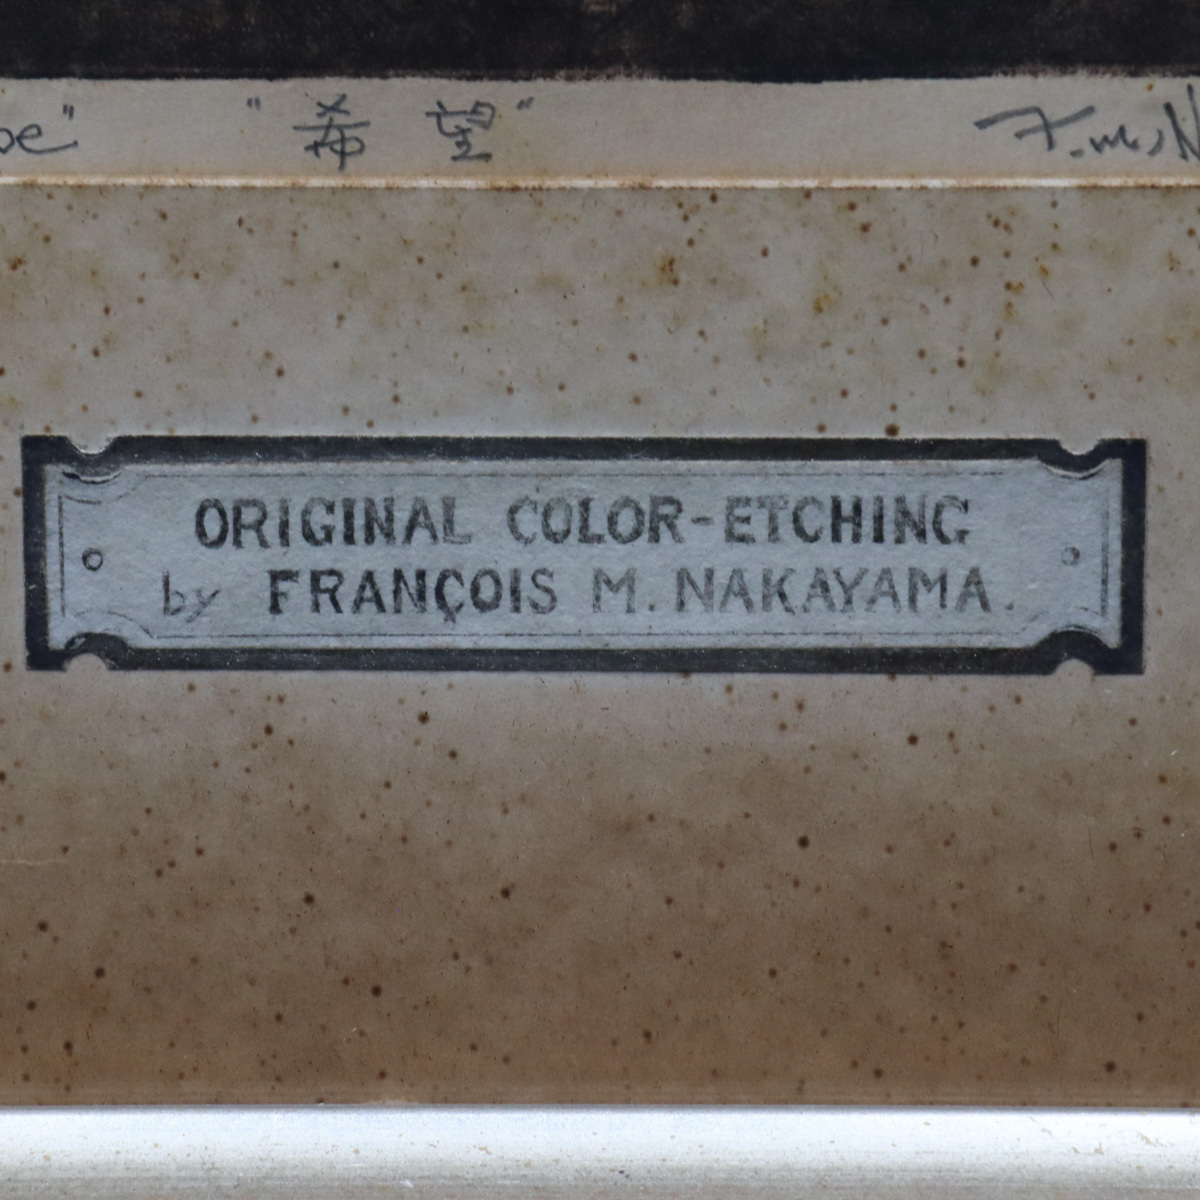 "希望"
ORIGINAL COLOR-ETCHING
by FRANÇOIS M. NAKAYAMA.